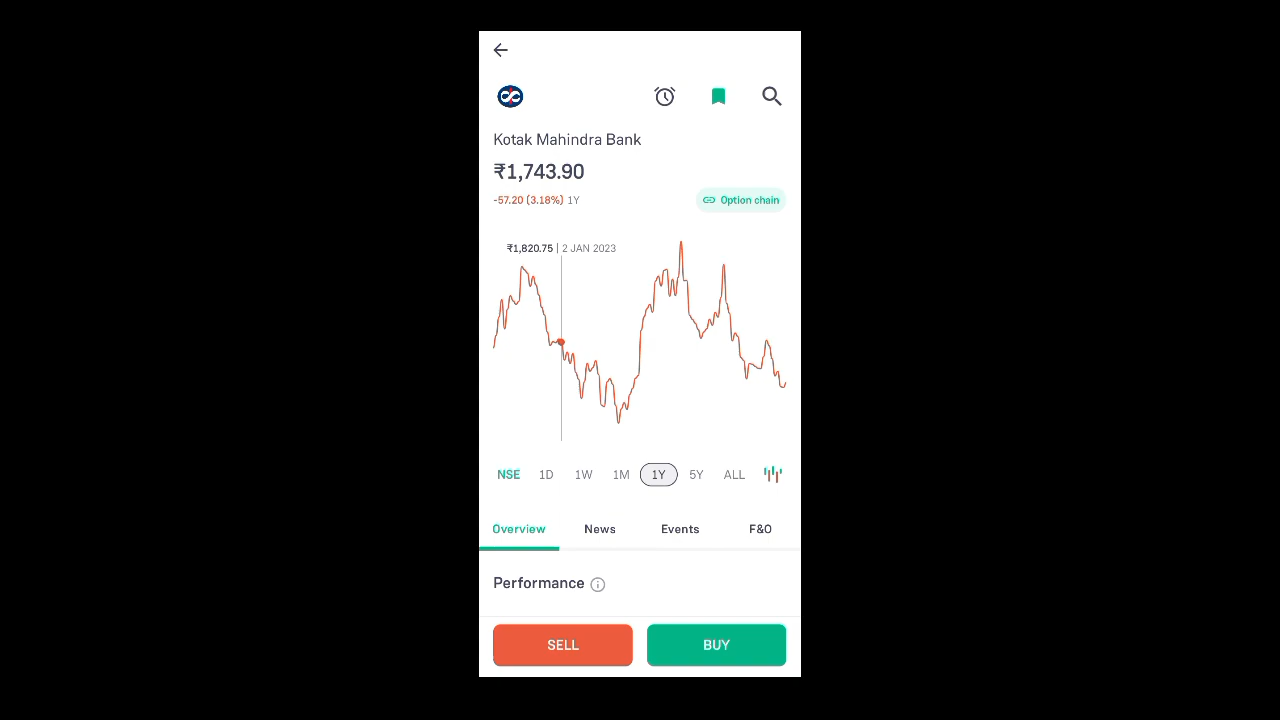 Kotak Mahindra Bank
₹1,743.90
-57.20 (3.18%) 1Y
Option chain
₹1,820.75 | 2 JAN 2023
NSE 1D 1W 1M 1Y 5Y ALL
Overview News Events F&O
Performance
SELL BUY